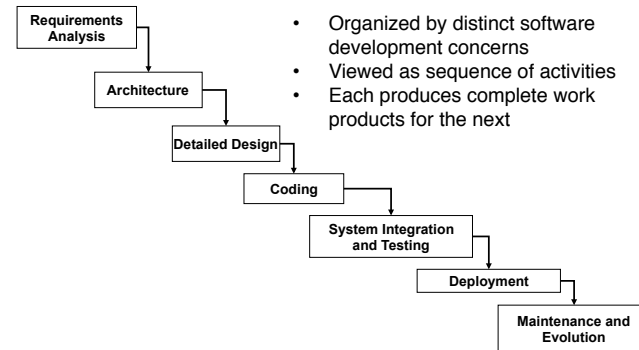 Requirements
Analysis
• Organized by distinct software
development concerns
• Viewed as sequence of activities
• Each produces complete work
products for the next
Architecture
Detailed Design
Coding
System Integration
and Testing
Deployment
Maintenance and
Evolution